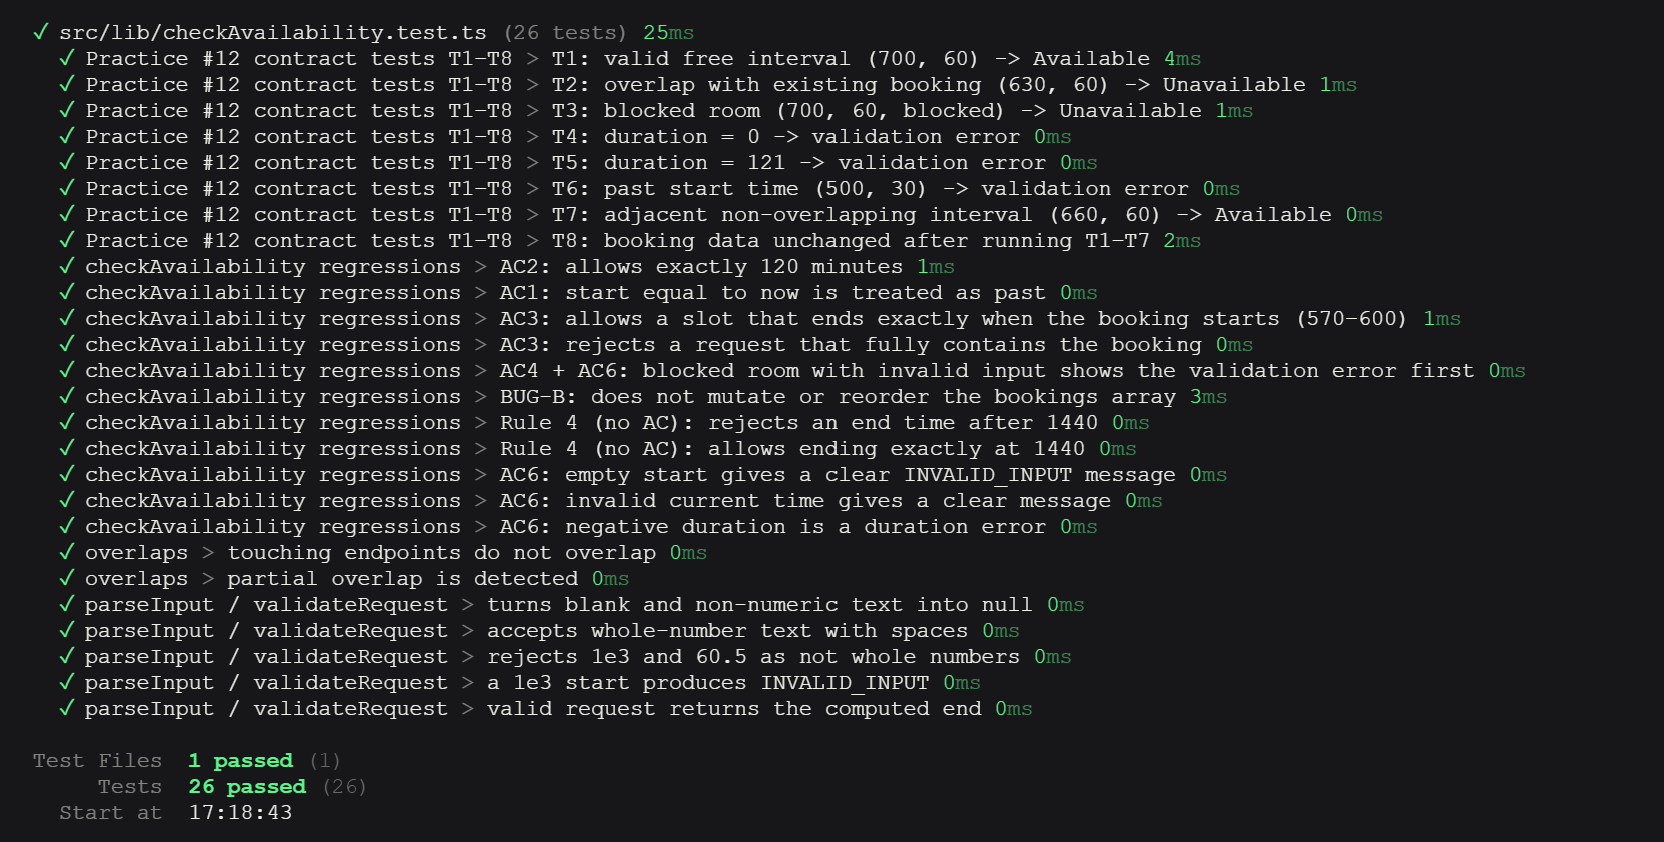 ✓ src/lib/checkAvailability.test.ts (26 tests) 25ms
✓ Practice #12 contract tests T1-T8 > T1: valid free interval (700, 60) -> Available 4ms
✓ Practice #12 contract tests T1-T8 > T2: overlap with existing booking (630, 60) -> Unavailable 1ms
✓ Practice #12 contract tests T1-T8 > T3: blocked room (700, 60, blocked) -> Unavailable 1ms
✓ Practice #12 contract tests T1-T8 > T4: duration = 0 -> validation error 0ms
✓ Practice #12 contract tests T1-T8 > T5: duration = 121 -> validation error 0ms
✓ Practice #12 contract tests T1-T8 > T6: past start time (500, 30) -> validation error 0ms
✓ Practice #12 contract tests T1-T8 > T7: adjacent non-overlapping interval (660, 60) -> Available 0ms
✓ Practice #12 contract tests T1-T8 > T8: booking data unchanged after running T1-T7 2ms
✓ checkAvailability regressions > AC2: allows exactly 120 minutes 1ms
✓ checkAvailability regressions > AC1: start equal to now is treated as past 0ms
✓ checkAvailability regressions > AC3: allows a slot that ends exactly when the booking starts (570-600) 1ms
✓ checkAvailability regressions > AC3: rejects a request that fully contains the booking 0ms
✓ checkAvailability regressions > AC4 + AC6: blocked room with invalid input shows the validation error first 0ms
✓ checkAvailability regressions > BUG-B: does not mutate or reorder the bookings array 3ms
✓ checkAvailability regressions > Rule 4 (no AC): rejects an end time after 1440 0ms
✓ checkAvailability regressions > Rule 4 (no AC): allows ending exactly at 1440 0ms
✓ checkAvailability regressions > AC6: empty start gives a clear INVALID_INPUT message 0ms
✓ checkAvailability regressions > AC6: invalid current time gives a clear message 0ms
✓ checkAvailability regressions > AC6: negative duration is a duration error 0ms
✓ overlaps > touching endpoints do not overlap 0ms
✓ overlaps > partial overlap is detected 0ms
✓ parseInput / validateRequest > turns blank and non-numeric text into null 0ms
✓ parseInput / validateRequest > accepts whole-number text with spaces 0ms
✓ parseInput / validateRequest > rejects 1e3 and 60.5 as not whole numbers 0ms
✓ parseInput / validateRequest > a 1e3 start produces INVALID_INPUT 0ms
✓ parseInput / validateRequest > valid request returns the computed end 0ms
Test Files 1 passed (1)
Tests 26 passed (26)
Start at 17:18:43